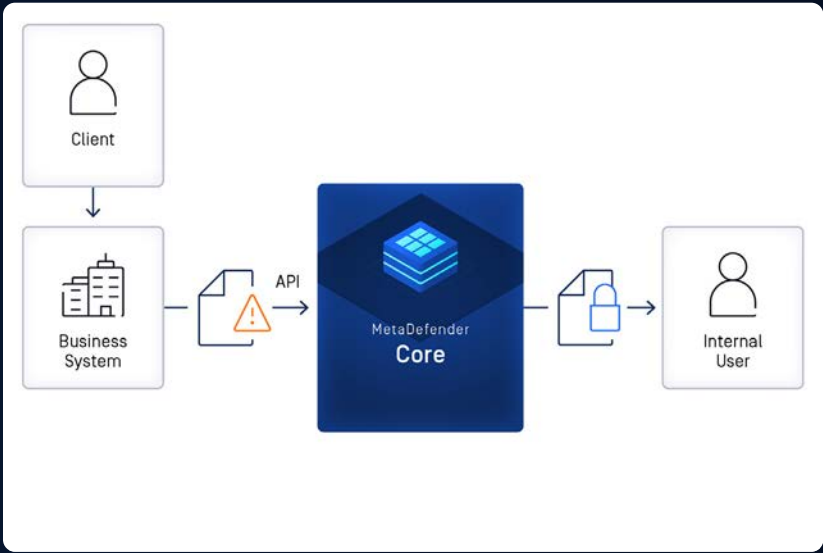 Client
Business
System
API
MetaDefender
Core
Internal
User